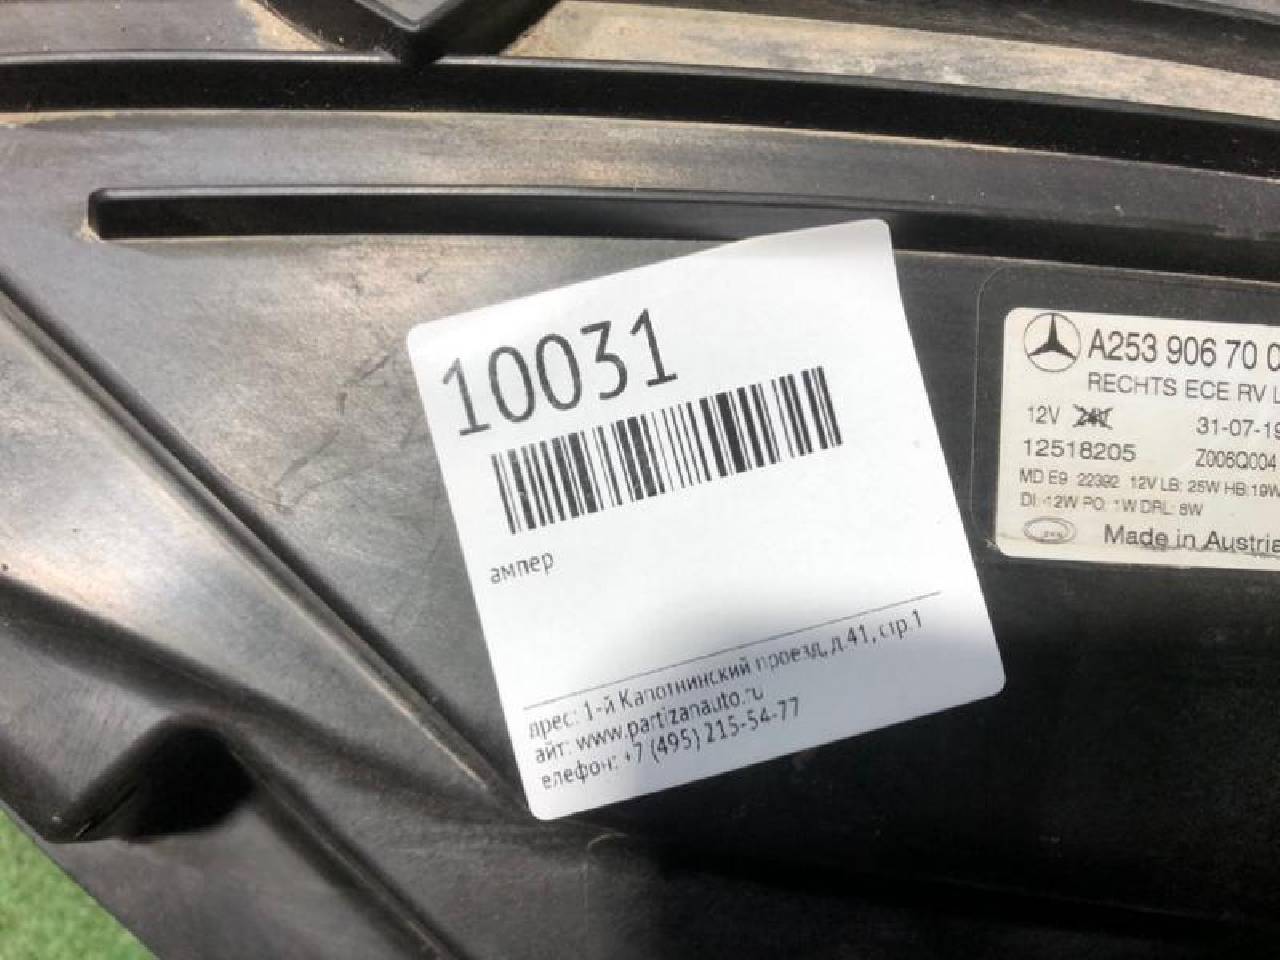 10031
ампер
дрес: 1-й Капотнинский проезд, д.41, стр.1
айт: www.partizanauto.ru
елефон: +7 (495) 215-54-77
A253 906 70 0
RECHTS ECE RV L
12V 24V 31-07-19
12518205 Z006Q004
MD E9 22392 12V LB: 25W HB: 19W
DI: 12W PO: 1W DRL: 8W
Made in Austria